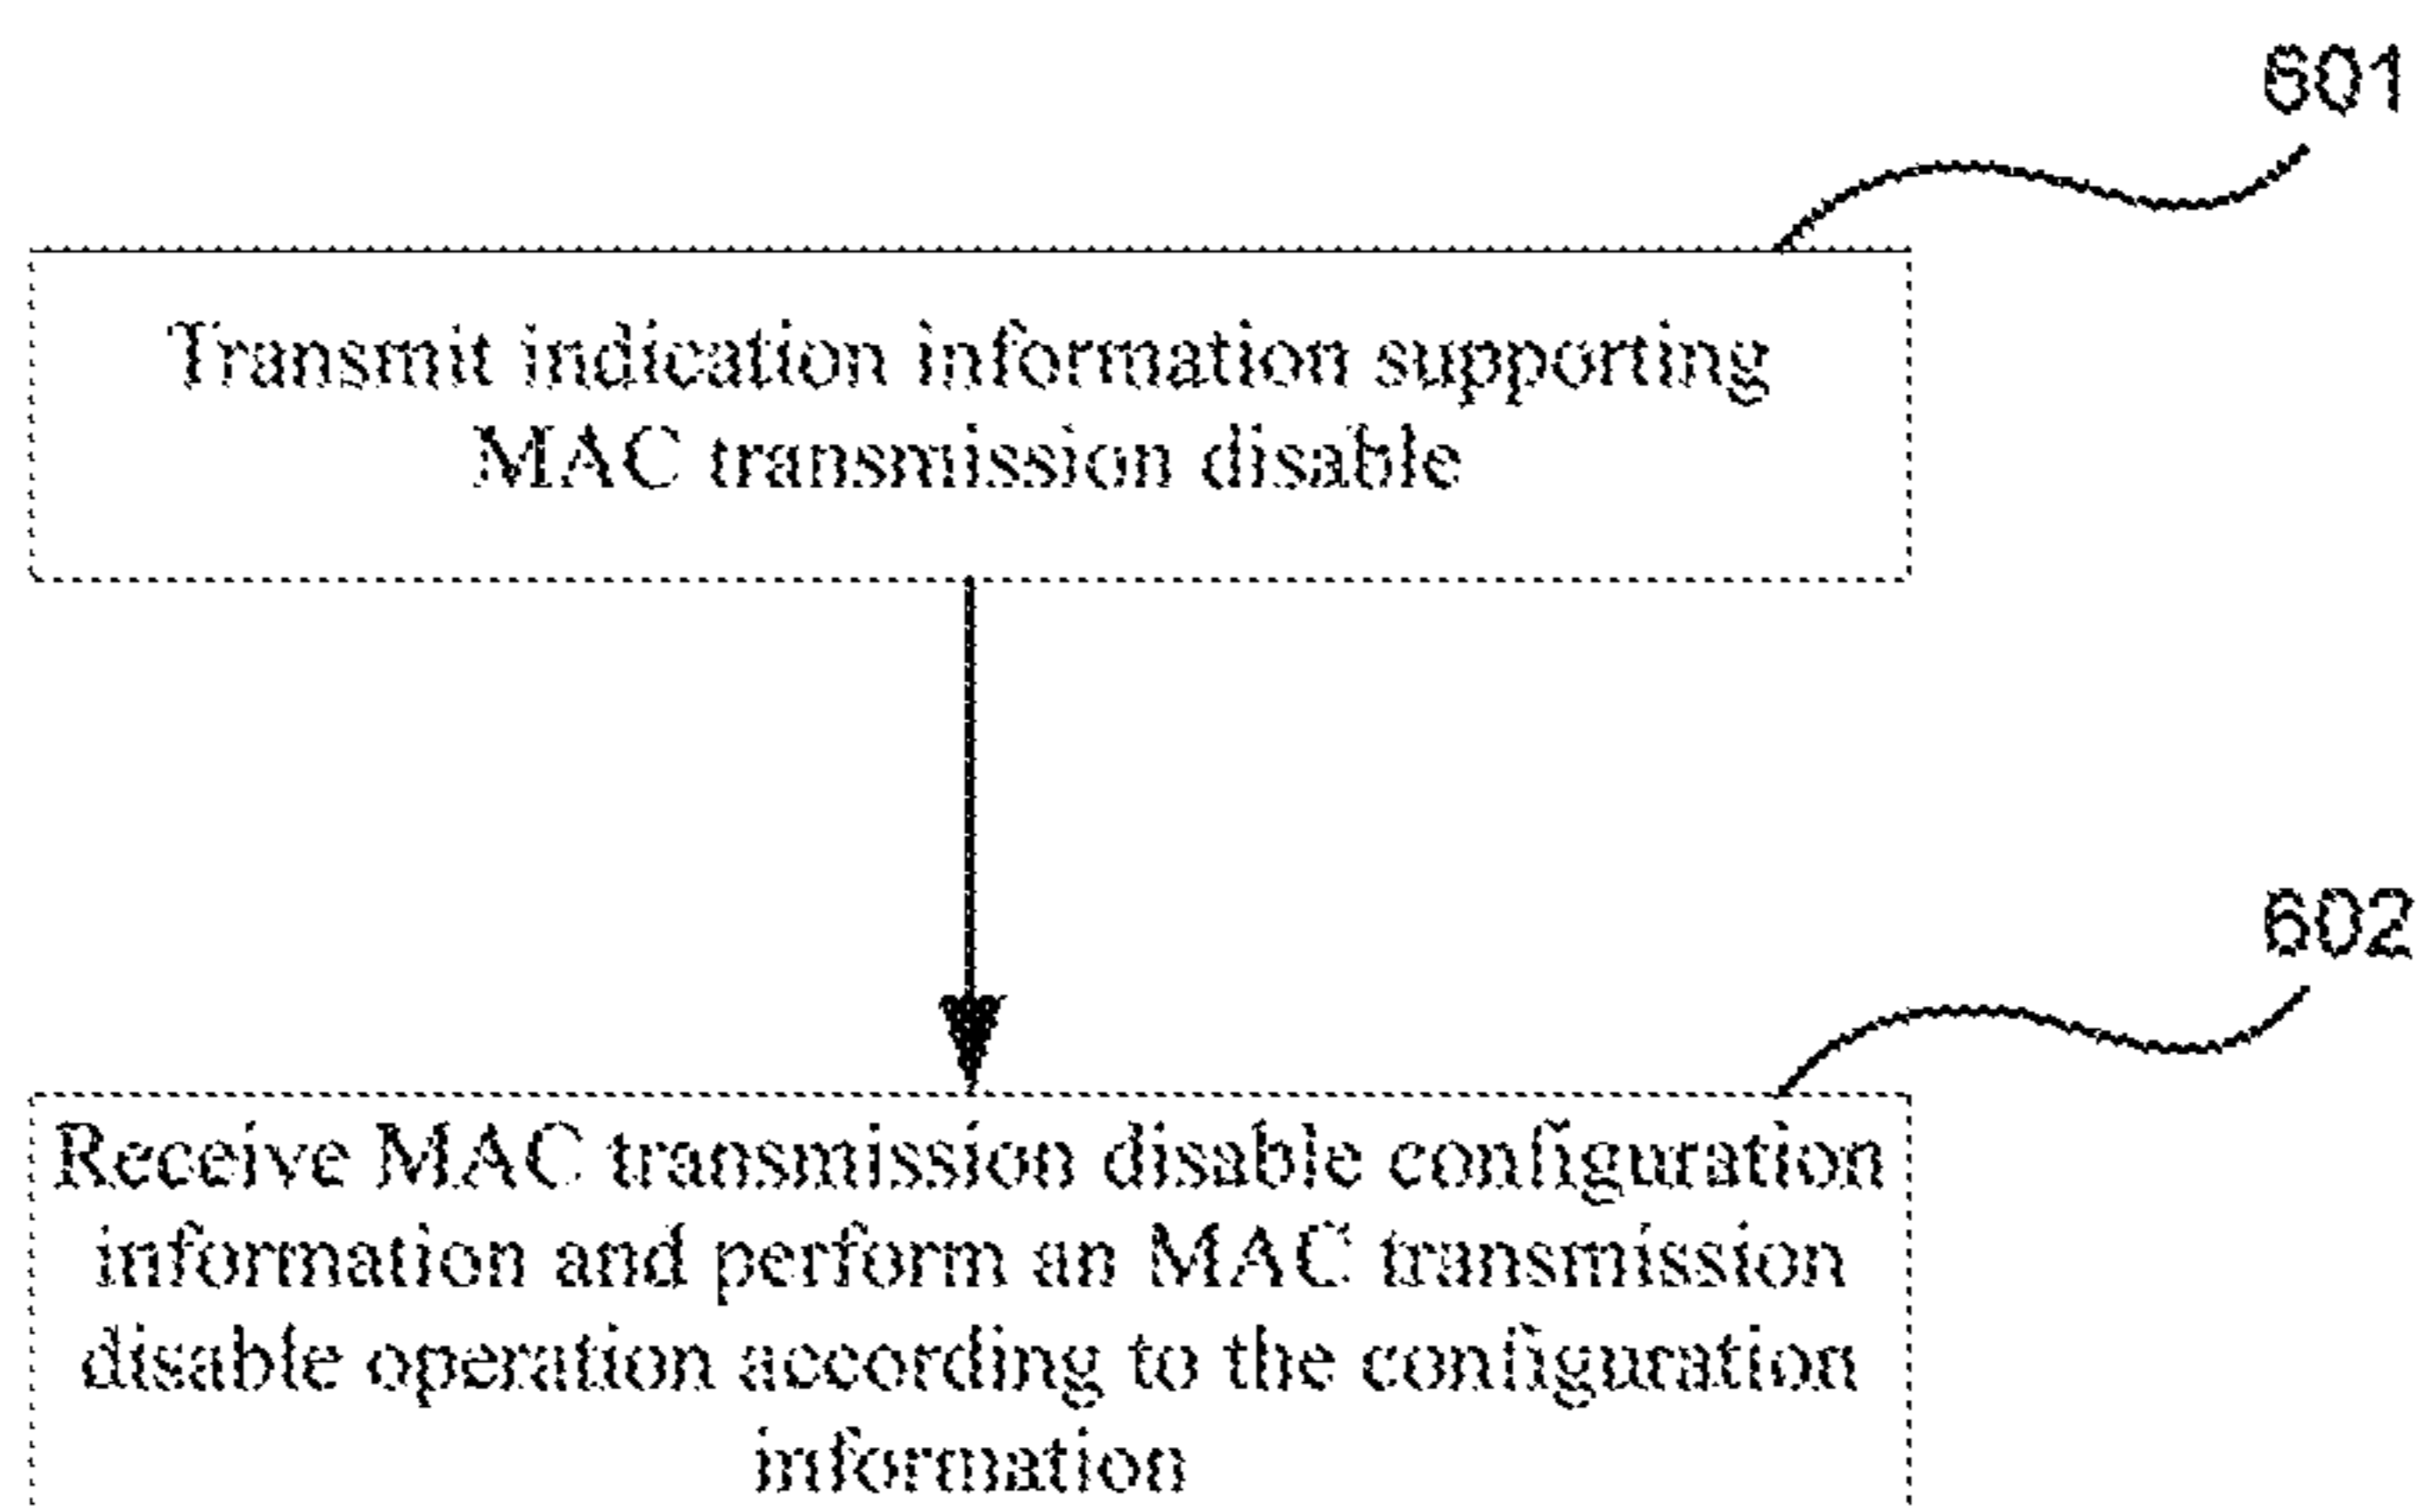 601
Transmit indication information supporting
MAC transmission disable
602
Receive MAC transmission disable configuration
information and perform an MAC transmission
disable operation according to the configuration
information